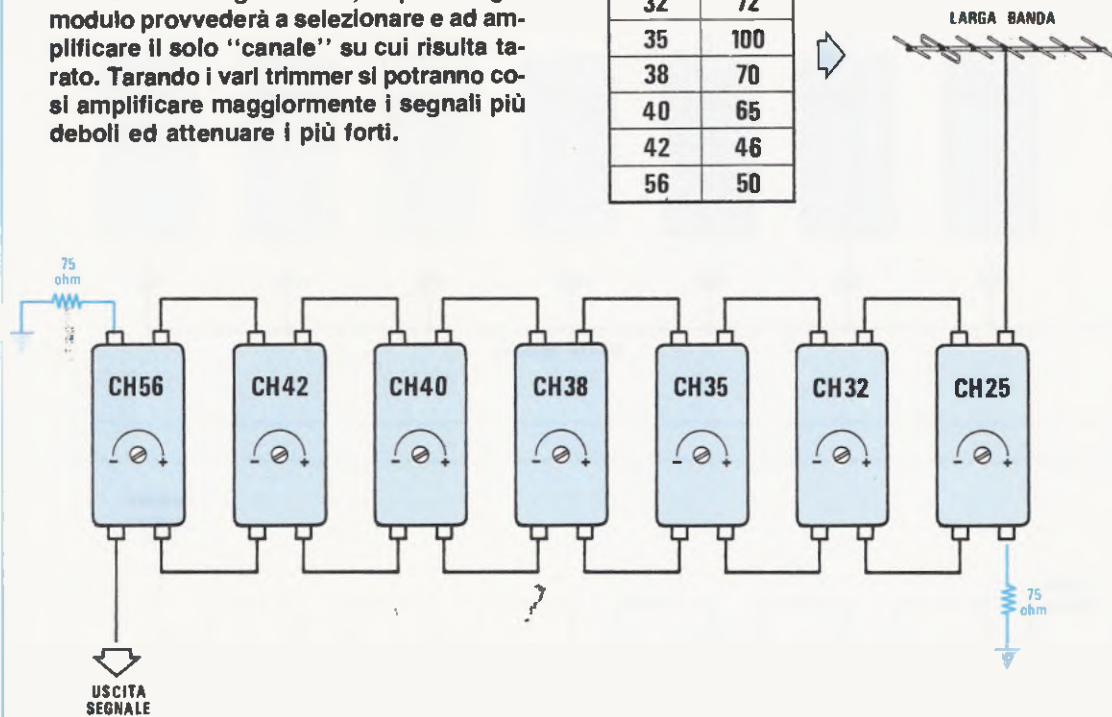 modulo provvederà a selezionare e ad am-
plificare il solo “canale” su cui risulta ta-
rato. Tarando i vari trimmer si potranno co-
si amplificare maggiormente i segnali più
deboli ed attenuare i più forti.
32 72
35 100
38 70
40 65
42 46
56 50
LARGA BANDA
75
ohm
CH56 CH42 CH40 CH38 CH35 CH32 CH25
- + - + - + - + - + - + - +
75
ohm
USCITA
SEGNALE